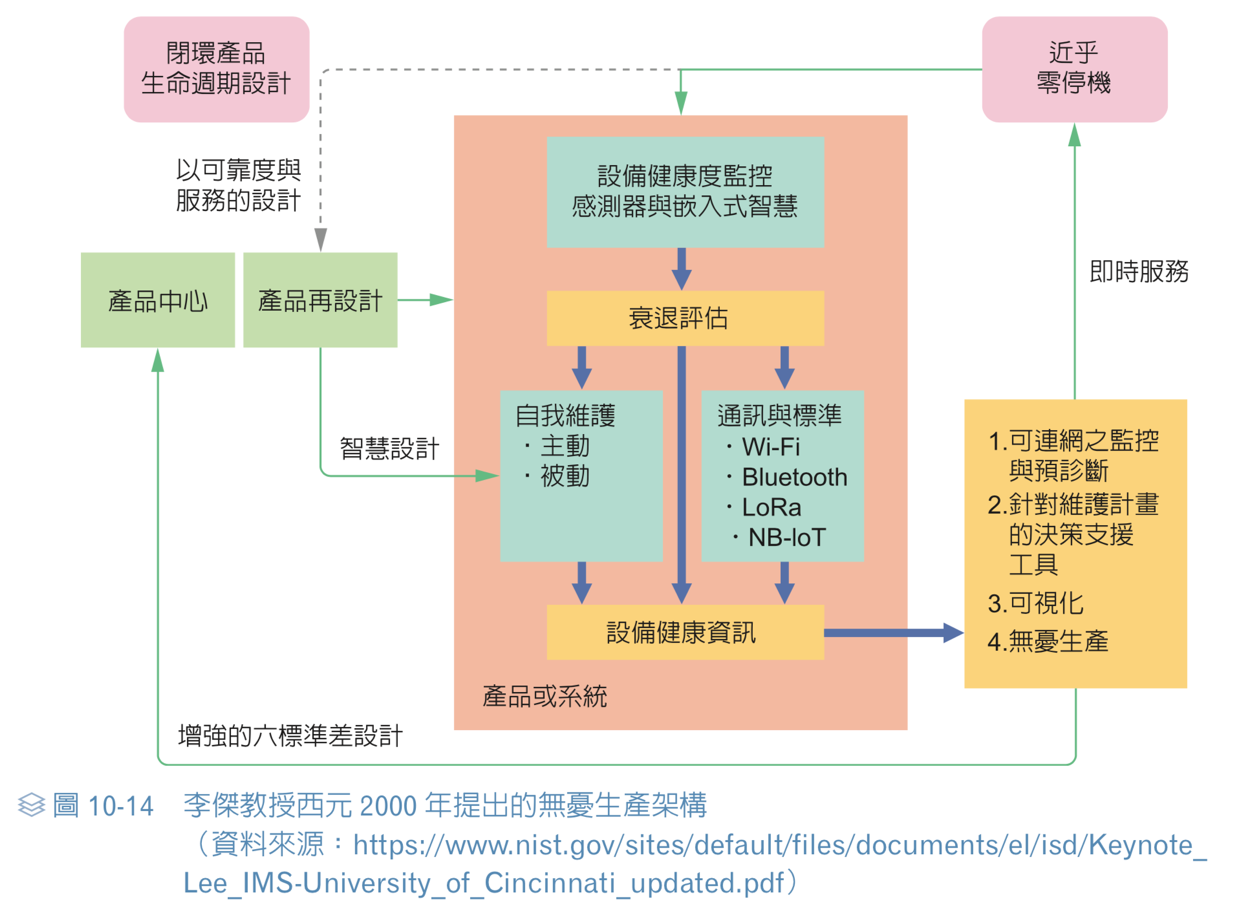 閉環產品
生命週期設計
近乎
零停機
以可靠度與
服務的設計
設備健康度監控
感測器與嵌入式智慧
即時服務
產品中心
產品再設計
衰退評估
自我維護
・主動
・被動
通訊與標準
・Wi-Fi
・Bluetooth
・LoRa
・NB-loT
智慧設計
1.可連網之監控
與預診斷
2.針對維護計畫
的決策支援
工具
3.可視化
4.無憂生產
設備健康資訊
產品或系統
增強的六標準差設計
圖 10-14 李傑教授西元 2000 年提出的無憂生產架構
（資料來源：https://www.nist.gov/sites/default/files/documents/el/isd/Keynote_
Lee_IMS-University_of_Cincinnati_updated.pdf）